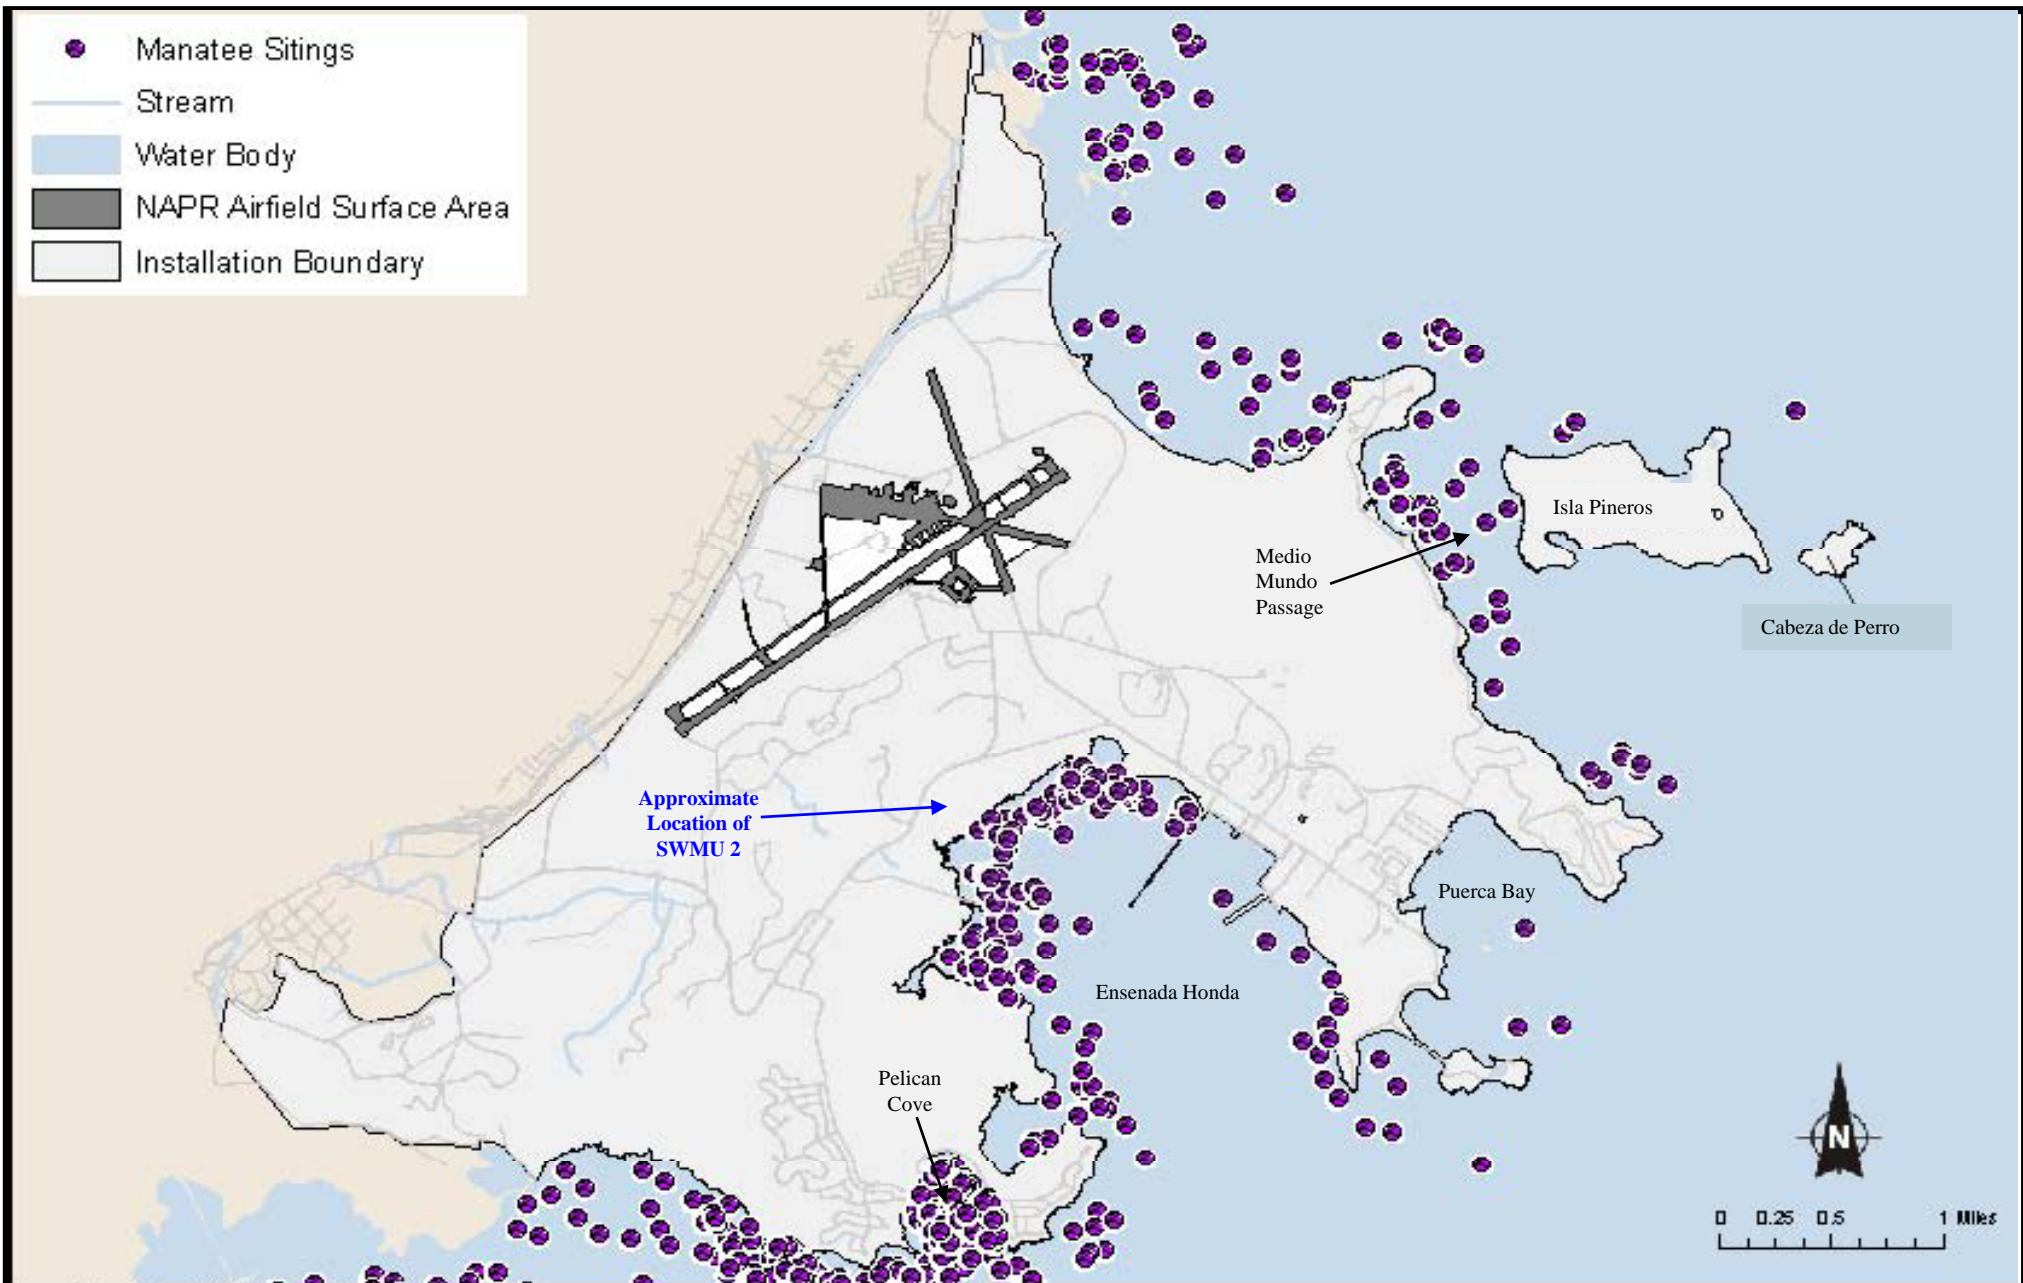 Manatee Sitings
Stream
Water Body
NAPR Airfield Surface Area
Installation Boundary
Isla Pineros
Medio
Mundo
Passage
Cabeza de Perro
Approximate
Location of
SWMU 2
Puerca Bay
Ensenada Honda
Pelican
Cove
N
0 0.25 0.5 1 Miles